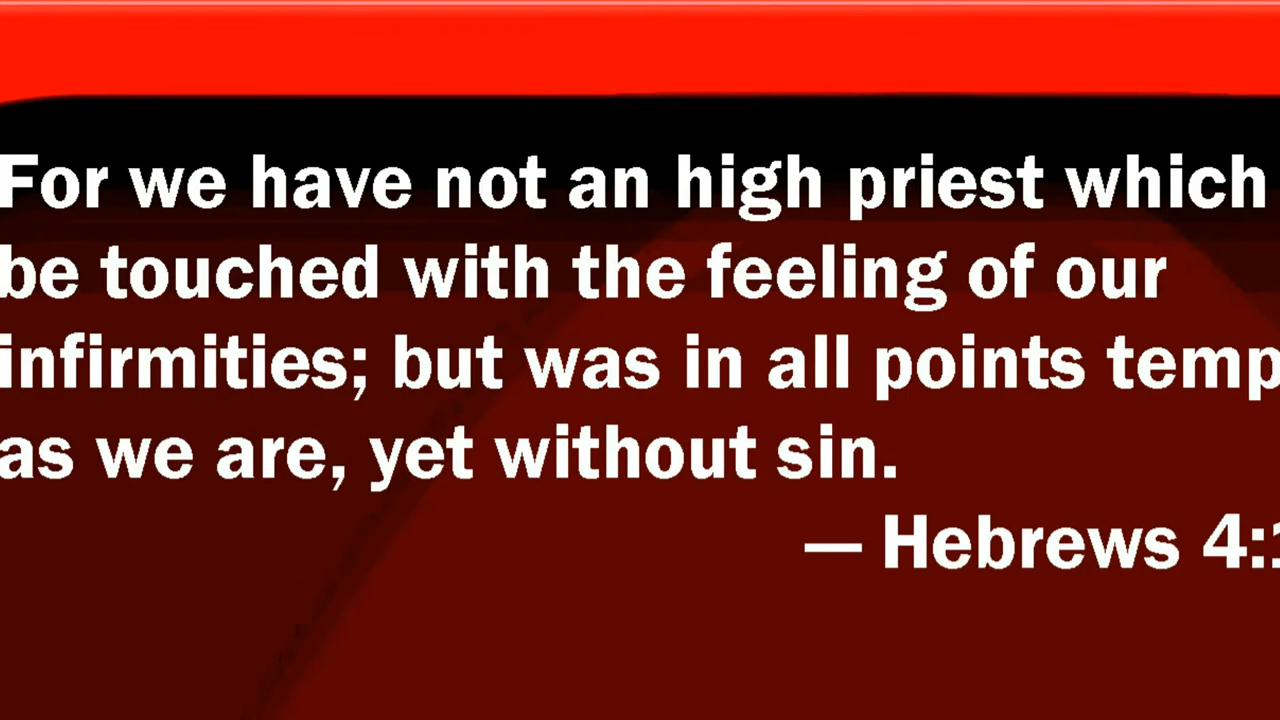 For we have not an high priest which
be touched with the feeling of our
infirmities; but was in all points temp
as we are, yet without sin.
— Hebrews 4:1